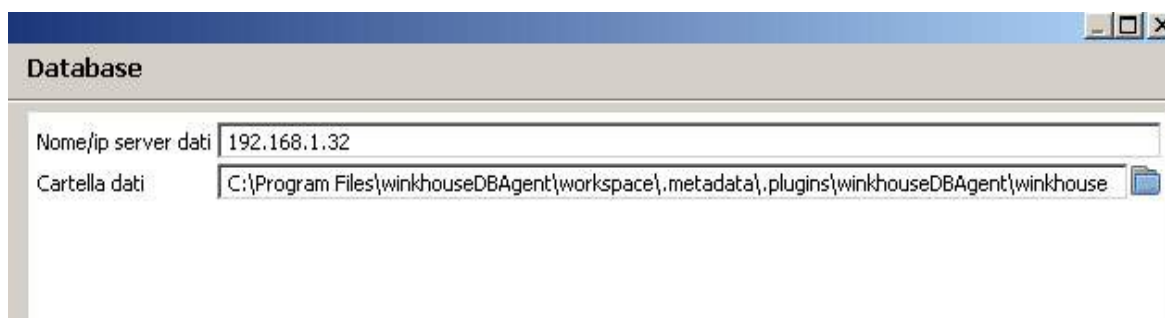 Database
Nome/ip server dati 192.168.1.32
Cartella dati C:\Program Files\winkhouseDBAgent\workspace\.metadata\.plugins\winkhouseDBAgent\winkhouse